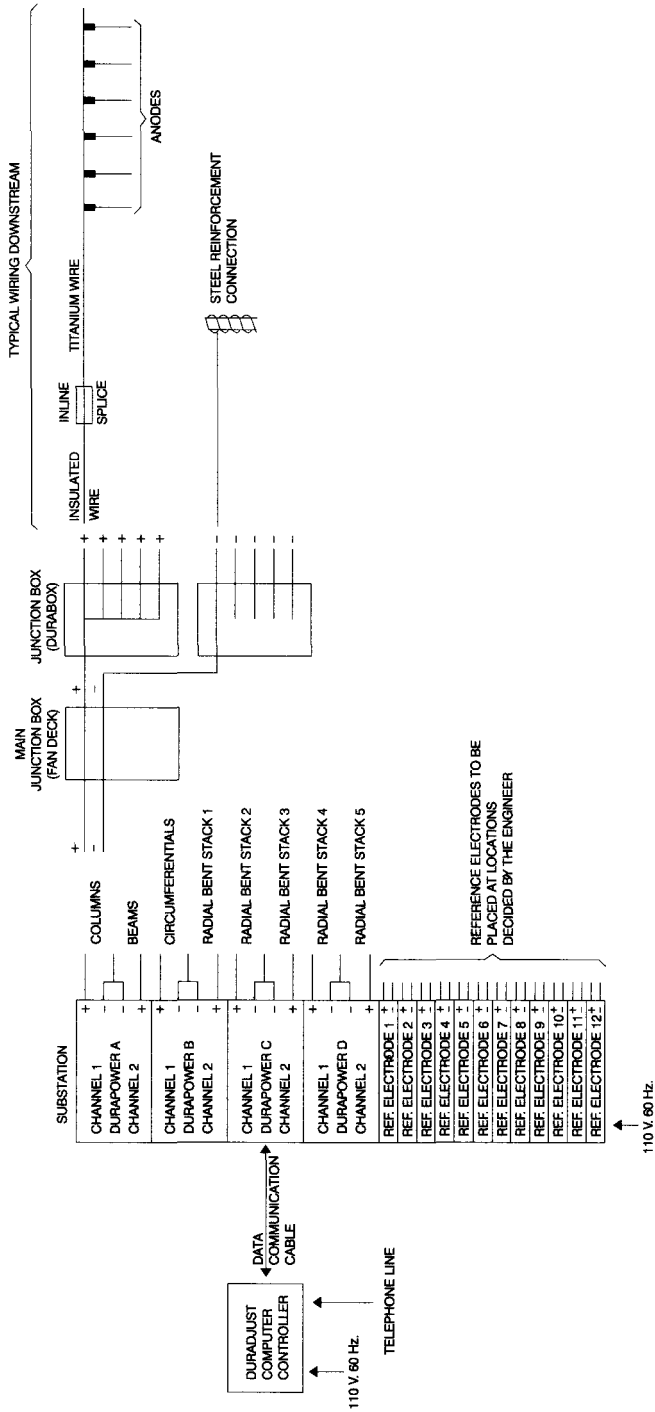 TYPICAL WIRING DOWNSTREAM
INSULATED
WIRE
INLINE
SPLICE
TITANIUM WIRE
ANODES
STEEL REINFORCEMENT
CONNECTION
MAIN
JUNCTION BOX
(FAN DECK)
JUNCTION BOX
(DURABOX)
+
-
+
-
+
+
+
+
+
-
-
-
-
-
SUBSTATION
CHANNEL 1 +
DURAPOWER A -
-
CHANNEL 2 +
COLUMNS
BEAMS
CHANNEL 1 +
DURAPOWER B -
-
CHANNEL 2 +
CIRCUMFERENTIALS
RADIAL BENT STACK 1
CHANNEL 1 +
DURAPOWER C -
-
CHANNEL 2 +
RADIAL BENT STACK 2
RADIAL BENT STACK 3
CHANNEL 1 +
DURAPOWER D -
-
CHANNEL 2 +
RADIAL BENT STACK 4
RADIAL BENT STACK 5
REF. ELECTRODE 1 ±
REF. ELECTRODE 2 ±
REF. ELECTRODE 3 ±
REF. ELECTRODE 4 ±
REF. ELECTRODE 5 ±
REF. ELECTRODE 6 ±
REF. ELECTRODE 7 ±
REF. ELECTRODE 8 ±
REF. ELECTRODE 9 ±
REF. ELECTRODE 10 ±
REF. ELECTRODE 11 ±
REF. ELECTRODE 12 ±
REFERENCE ELECTRODES TO BE
PLACED AT LOCATIONS
DECIDED BY THE ENGINEER
110 V. 60 Hz.
DATA
COMMUNICATION
CABLE
DURADJUST
COMPUTER
CONTROLLER
110 V. 60 Hz.
TELEPHONE LINE